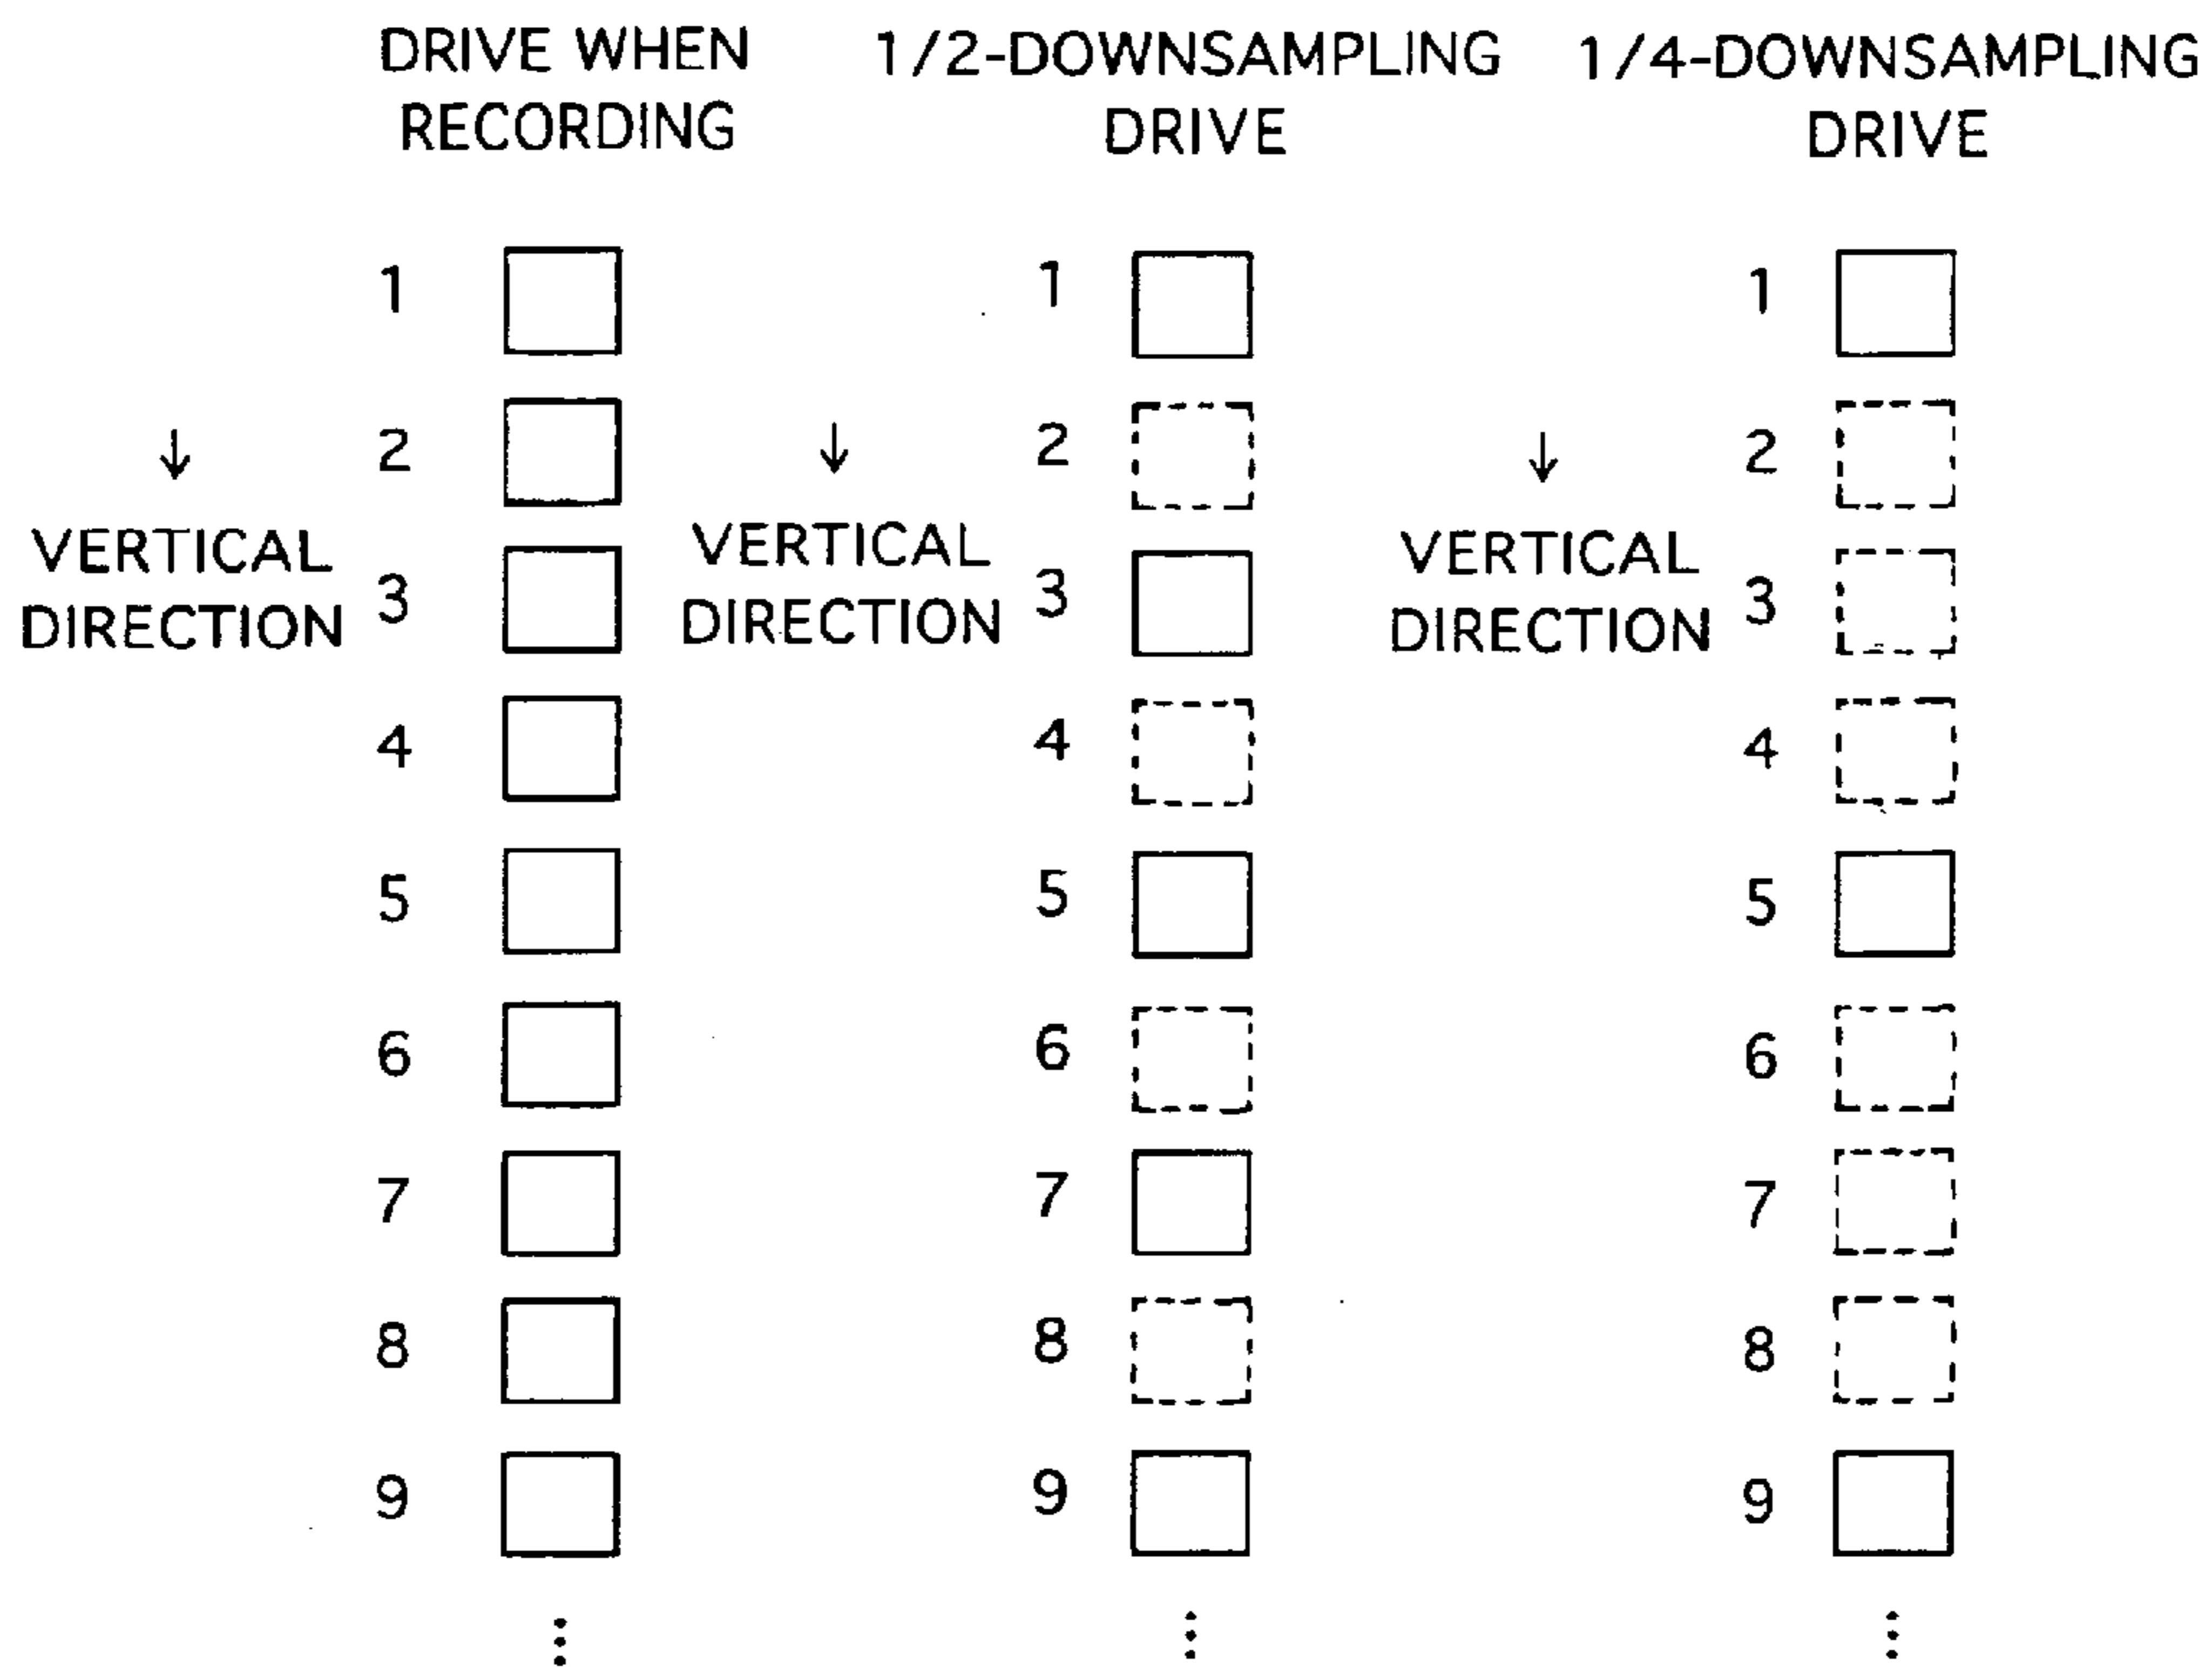 DRIVE WHEN
RECORDING
1/2-DOWNSAMPLING
DRIVE
1/4-DOWNSAMPLING
DRIVE
1 1 1
↓ 2 ↓ 2 ↓ 2
VERTICAL
DIRECTION
3
VERTICAL
DIRECTION
3
VERTICAL
DIRECTION
3
4 4 4
5 5 5
6 6 6
7 7 7
8 8 8
9 9 9
⋮ ⋮ ⋮